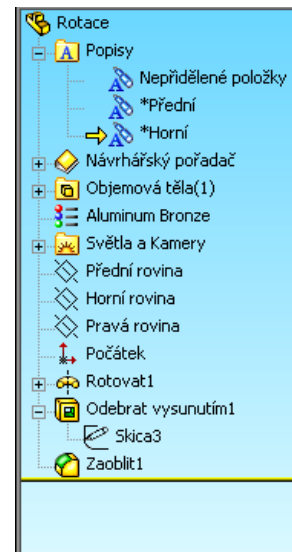 Rotace
Popisy
Nepřidělené položky
*Přední
*Horní
Návrhářský pořadač
Objemová těla(1)
Aluminum Bronze
Světla a Kamery
Přední rovina
Horní rovina
Pravá rovina
Počátek
Rotovat1
Odebrat vysunutím1
Skica3
Zaoblit1